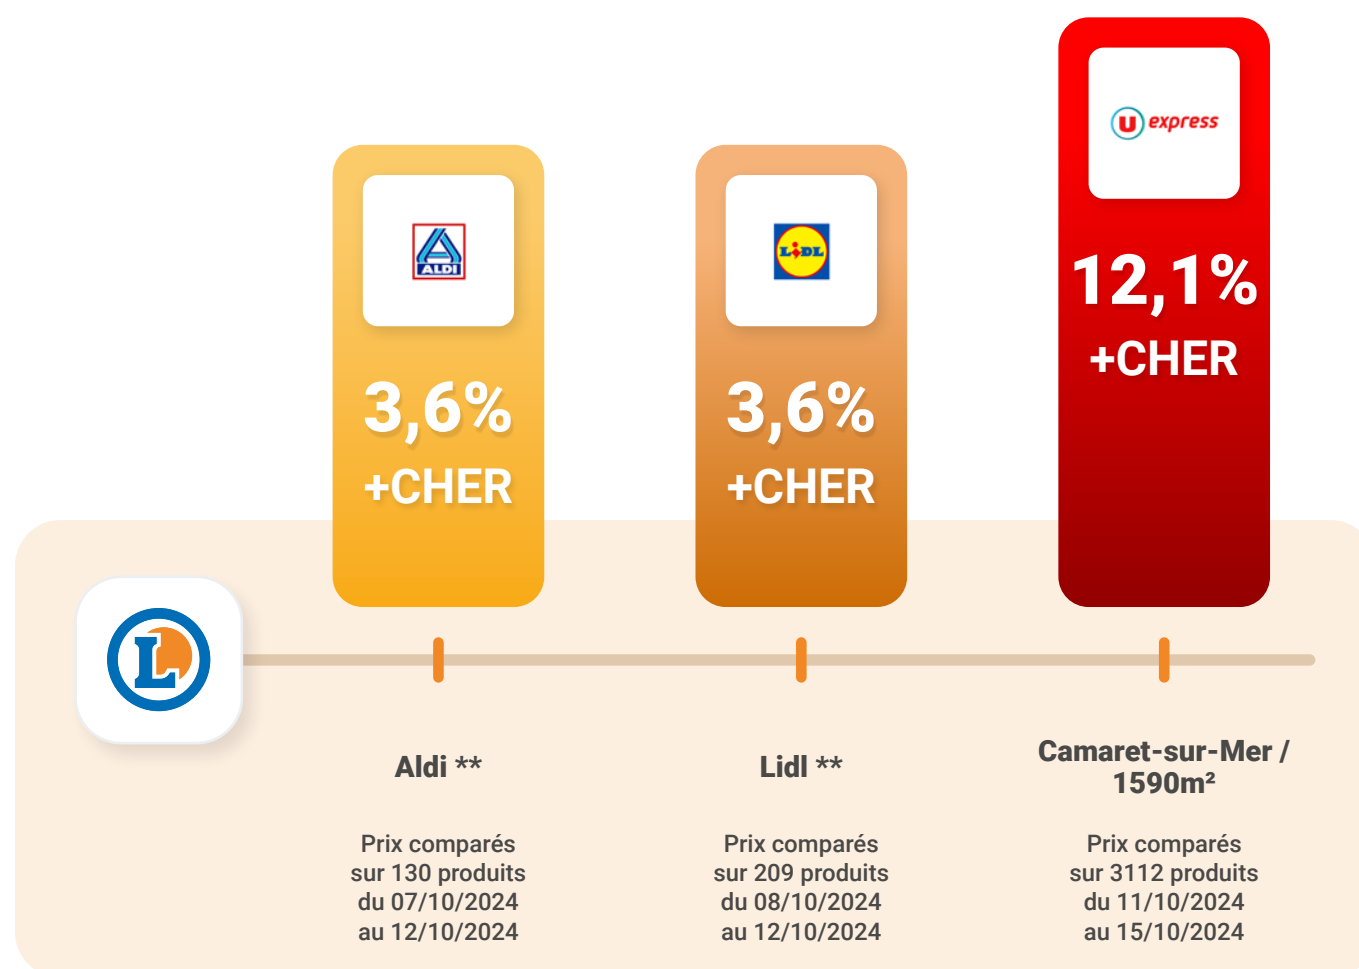 ALDI
3,6%
+CHER
LIDL
3,6%
+CHER
U express
12,1%
+CHER
L
Aldi **
Prix comparés
sur 130 produits
du 07/10/2024
au 12/10/2024
Lidl **
Prix comparés
sur 209 produits
du 08/10/2024
au 12/10/2024
Camaret-sur-Mer /
1590m²
Prix comparés
sur 3112 produits
du 11/10/2024
au 15/10/2024